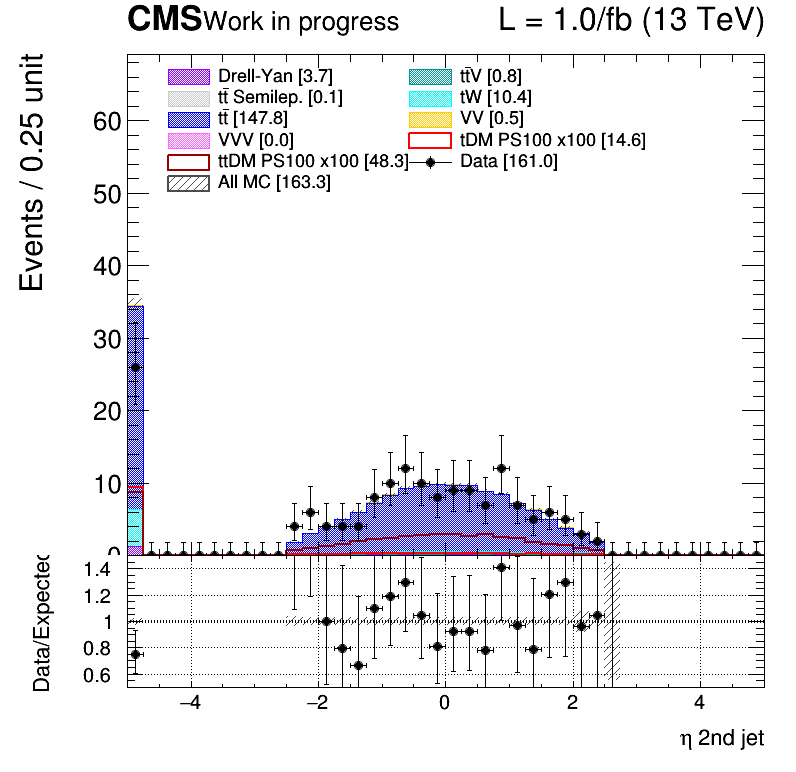 CMS Work in progress L = 1.0/fb (13 TeV)
Drell-Yan [3.7] tt̄V [0.8]
tt̄ Semilep. [0.1] tW [10.4]
tt̄ [147.8] VV [0.5]
VVV [0.0] tDM PS100 x100 [14.6]
ttDM PS100 x100 [48.3] Data [161.0]
All MC [163.3]
Events / 0.25 unit
60
50
40
30
20
10
0
Data/Expected
1.4
1.2
1
0.8
0.6
−4 −2 0 2 4
η 2nd jet